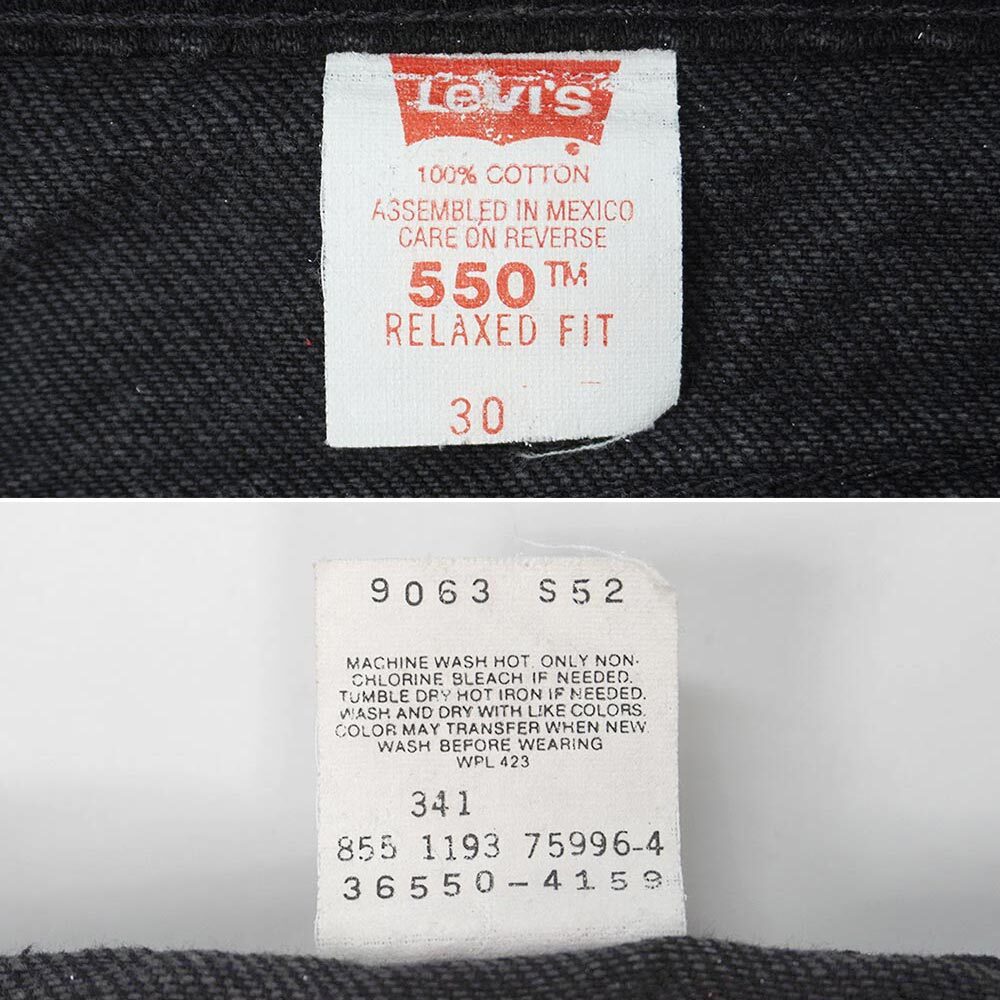 Levi's
100% COTTON
ASSEMBLED IN MEXICO
CARE ON REVERSE
550™
RELAXED FIT
30
9063 S52
MACHINE WASH HOT, ONLY NON-
CHLORINE BLEACH IF NEEDED.
TUMBLE DRY HOT IRON IF NEEDED.
WASH AND DRY WITH LIKE COLORS.
COLOR MAY TRANSFER WHEN NEW.
WASH BEFORE WEARING
WPL 423
341
855 1193 75996-4
36550-4159